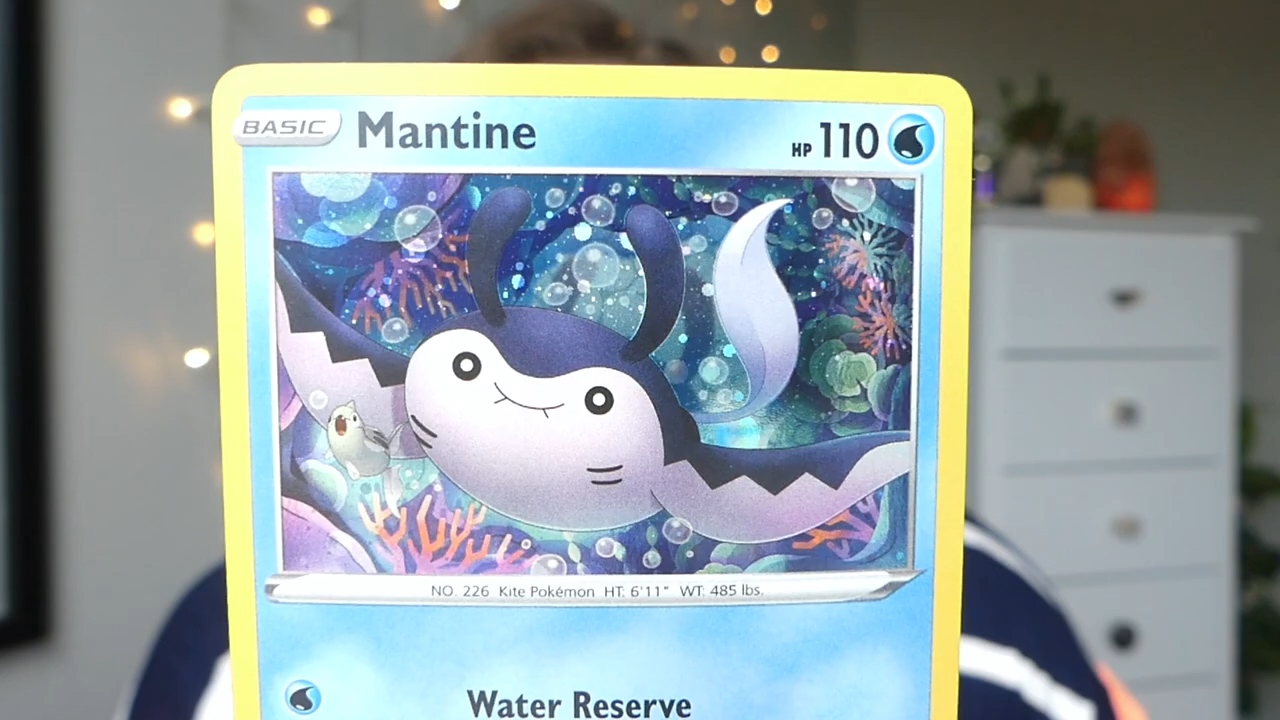 BASIC Mantine HP 110
NO. 226 Kite Pokémon HT: 6'11" WT: 485 lbs.
Water Reserve